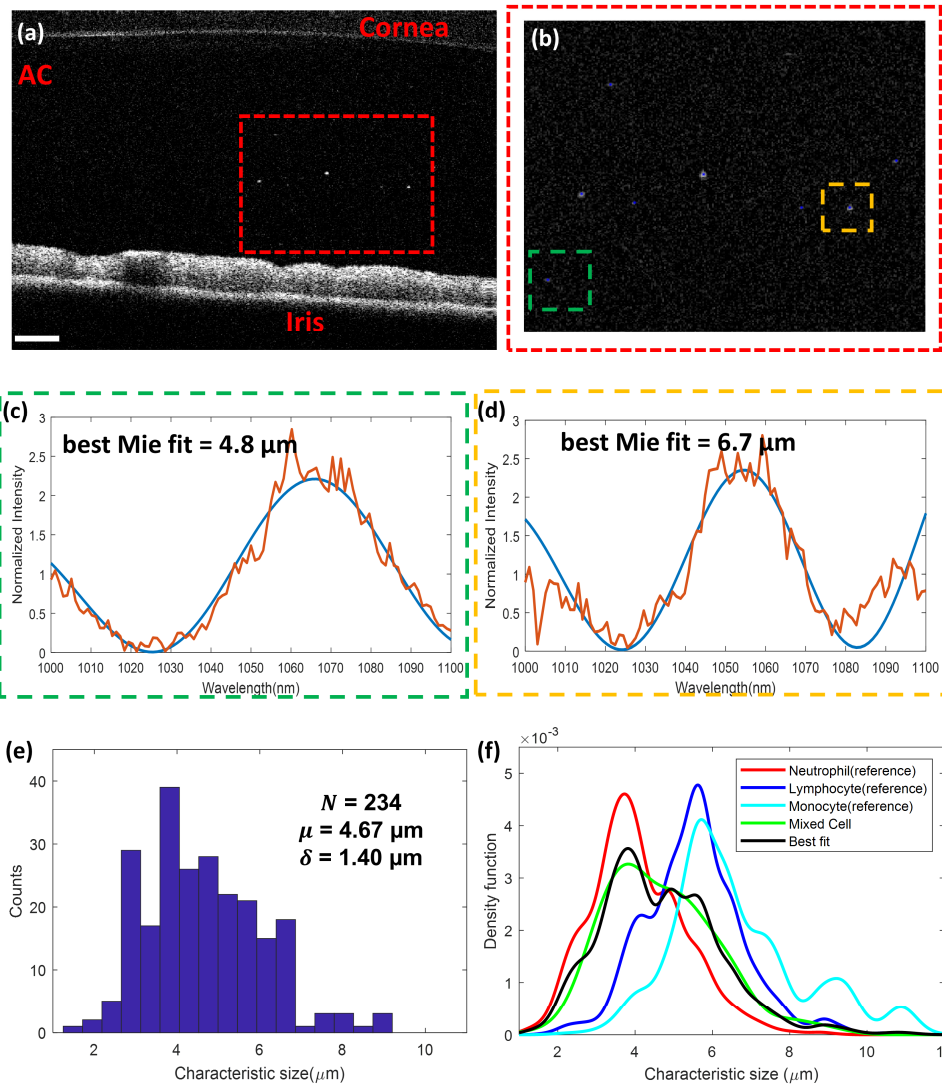 (a)
Cornea
AC
Iris
(b)
(c)
best Mie fit = 4.8 μm
Normalized Intensity
3
2.5
2
1.5
1
0.5
0
1000 1010 1020 1030 1040 1050 1060 1070 1080 1090 1100
Wavelength(nm)
(d)
best Mie fit = 6.7 μm
Normalized Intensity
3
2.5
2
1.5
1
0.5
0
1000 1010 1020 1030 1040 1050 1060 1070 1080 1090 1100
Wavelength(nm)
(e)
N = 234
μ = 4.67 μm
δ = 1.40 μm
Counts
40
30
20
10
0
2 4 6 8 10
Characteristic size(μm)
(f)
×10⁻³
Neutrophil(reference)
Lymphocyte(reference)
Monocyte(reference)
Mixed Cell
Best fit
Density function
5
4
3
2
1
0
2 4 6 8 10
Characteristic size (μm)